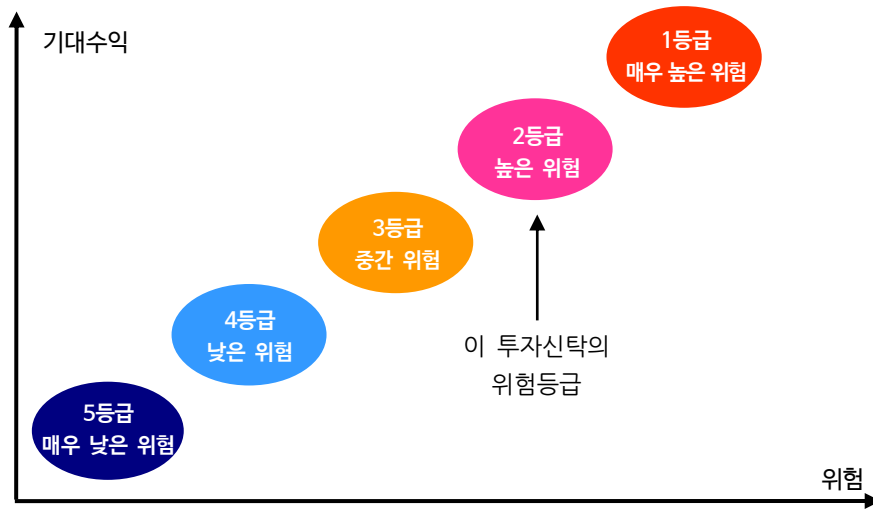 기대수익
1등급
매우 높은 위험
2등급
높은 위험
3등급
중간 위험
4등급
낮은 위험
이 투자신탁의
위험등급
5등급
매우 낮은 위험
위험